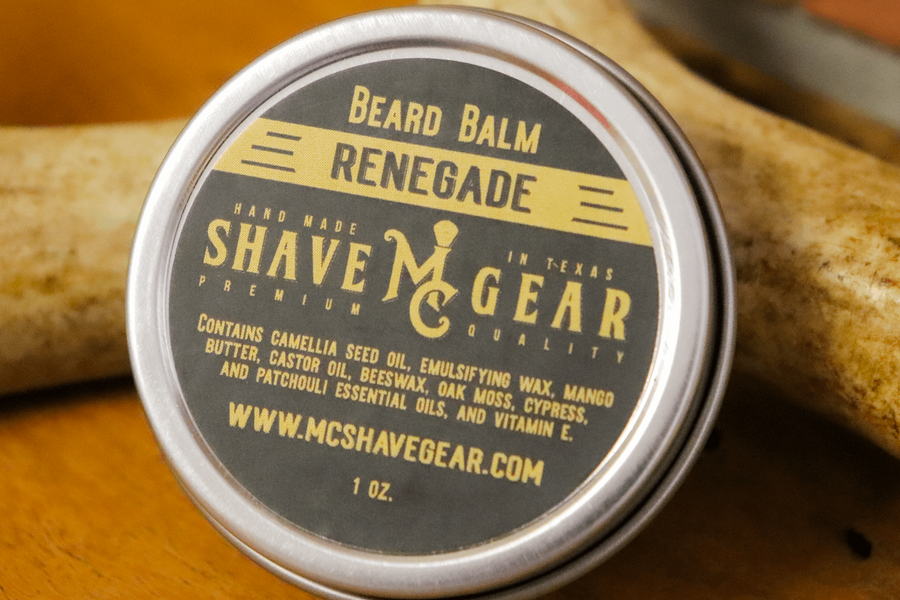 BEARD BALM
RENEGADE
HAND MADE
IN TEXAS
SHAVE MC GEAR
PREMIUM
QUALITY
CONTAINS CAMELLIA SEED OIL, EMULSIFYING WAX, MANGO
BUTTER, CASTOR OIL, BEESWAX, OAK MOSS, CYPRESS,
AND PATCHOULI ESSENTIAL OILS, AND VITAMIN E.
WWW.MCSHAVEGEAR.COM
1 OZ.